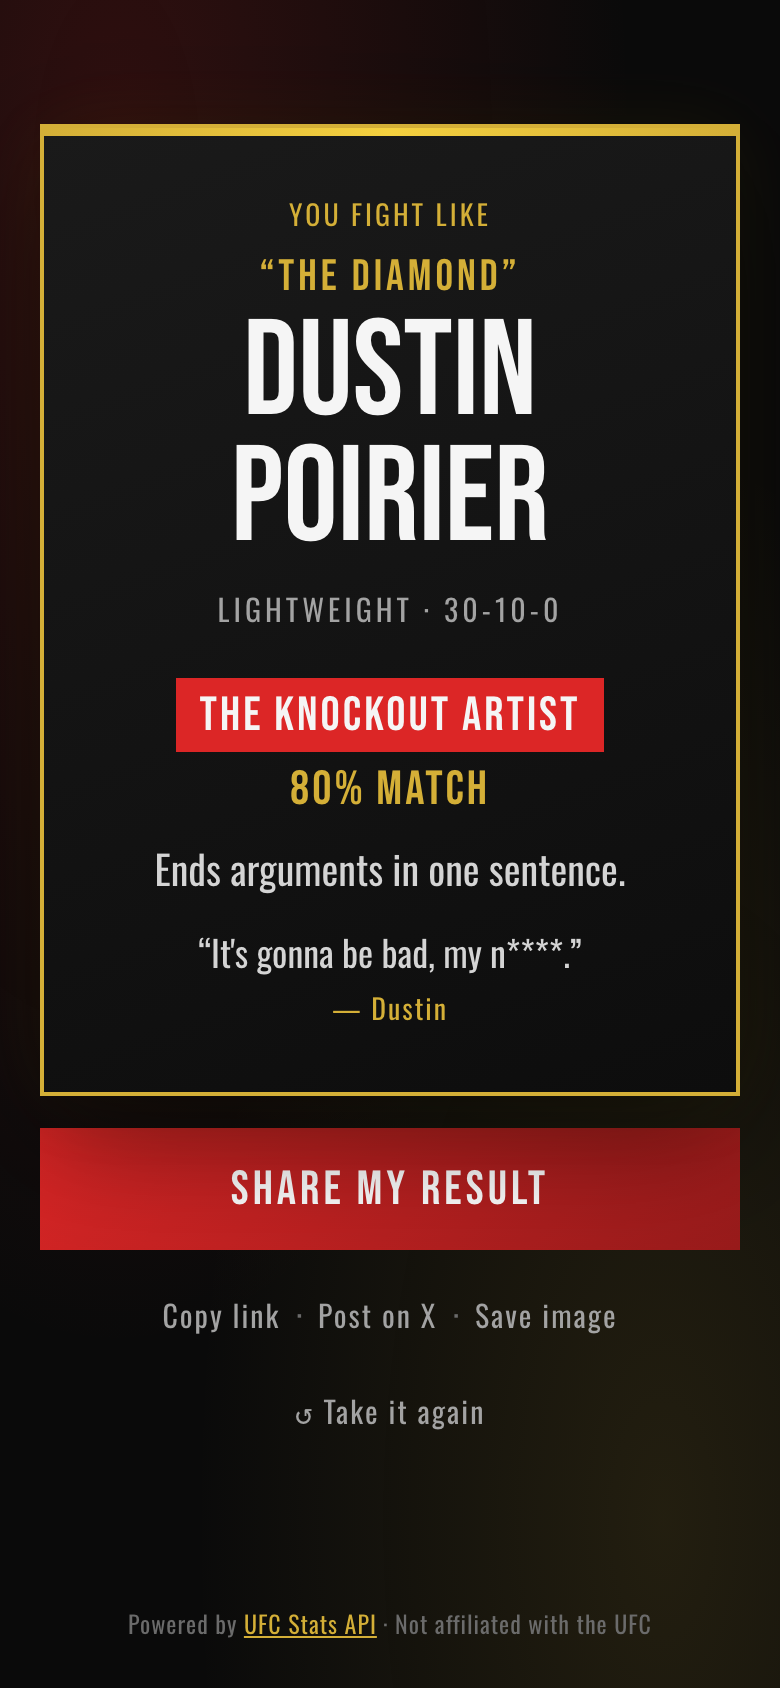 YOU FIGHT LIKE
“THE DIAMOND”
DUSTIN
POIRIER
LIGHTWEIGHT · 30-10-0
THE KNOCKOUT ARTIST
80% MATCH
Ends arguments in one sentence.
“It's gonna be bad, my n****.”
— Dustin
SHARE MY RESULT
Copy link · Post on X · Save image
↺ Take it again
Powered by UFC Stats API · Not affiliated with the UFC